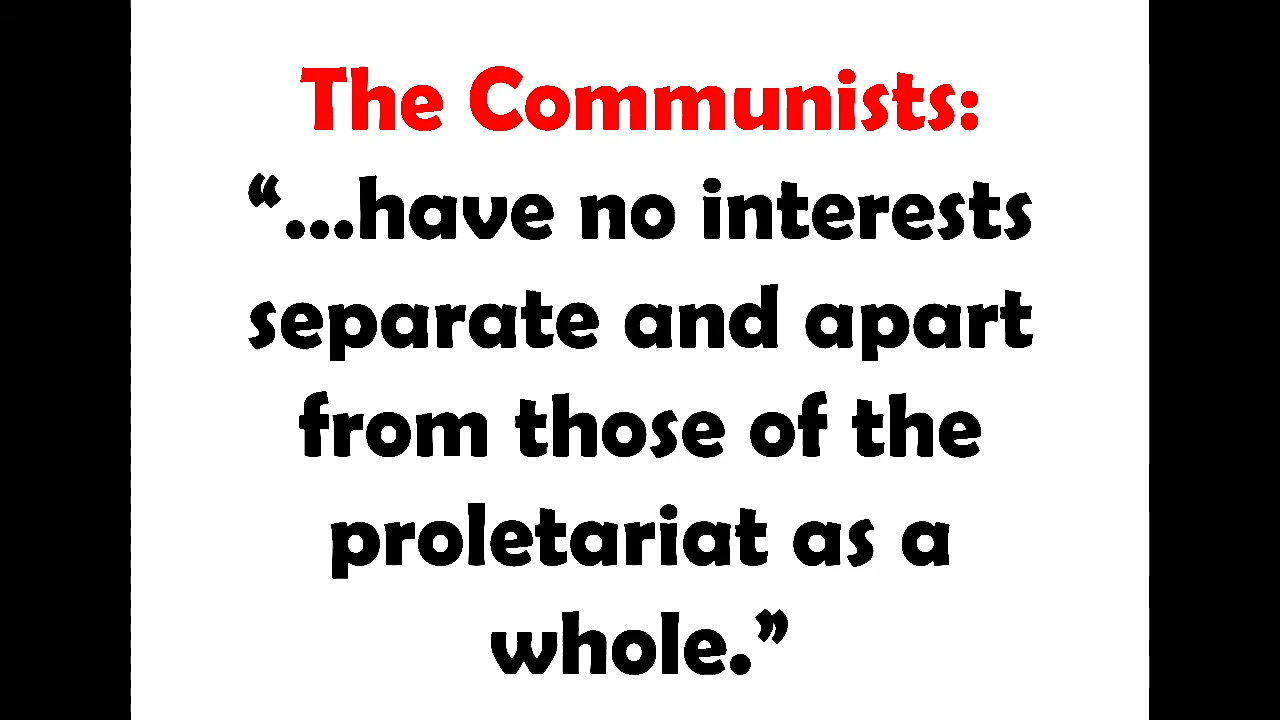 The Communists:
“...have no interests
separate and apart
from those of the
proletariat as a
whole.”